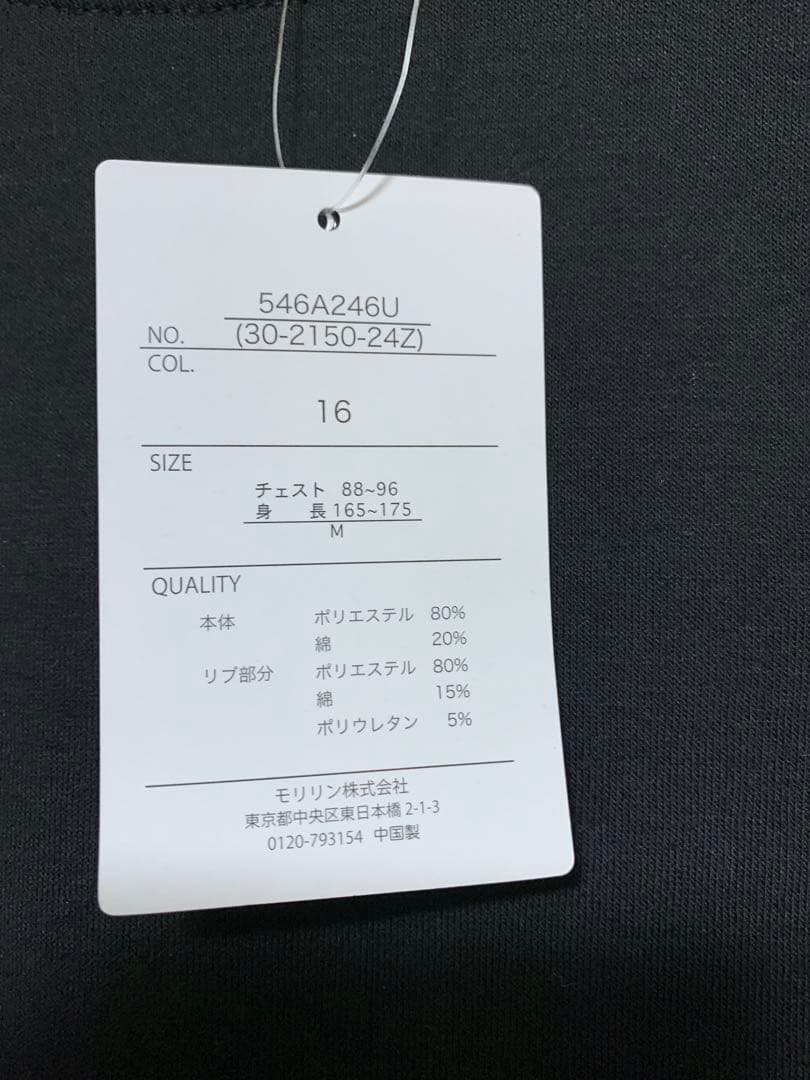 546A246U
NO. (30-2150-24Z)
COL.
16
SIZE
チェスト 88~96
身 長 165~175
M
QUALITY
本体 ポリエステル 80%
綿 20%
リブ部分 ポリエステル 80%
綿 15%
ポリウレタン 5%
モリリン株式会社
東京都中央区東日本橋 2-1-3
0120-793154 中国製